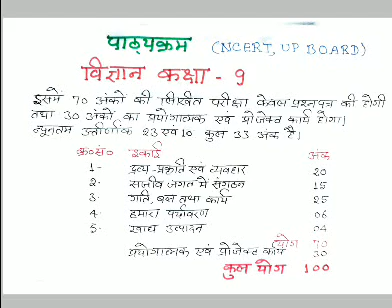 पाठ्यक्रम (NCERT, UP BOARD)
विज्ञान कक्षा - 9
इसमें 70 अंकों की लिखित परीक्षा केवल प्रश्नपत्र की होगी
तथा 30 अंकों का प्रयोगात्मक एवं प्रोजेक्ट कार्य होगा।
न्यूनतम उत्तीर्णांक 23 एवं 10 कुल 33 अंक है।
क्र०सं० इकाई अंक
1- द्रव्य-प्रकृति एवं व्यवहार 20
2- सजीव जगत में संगठन 15
3- गति, बल तथा कार्य 25
4 हमारा पर्यावरण 06
5- खाद्य उत्पादन 04
योग 70
प्रयोगात्मक एवं प्रोजेक्ट कार्य 30
कुल योग 100